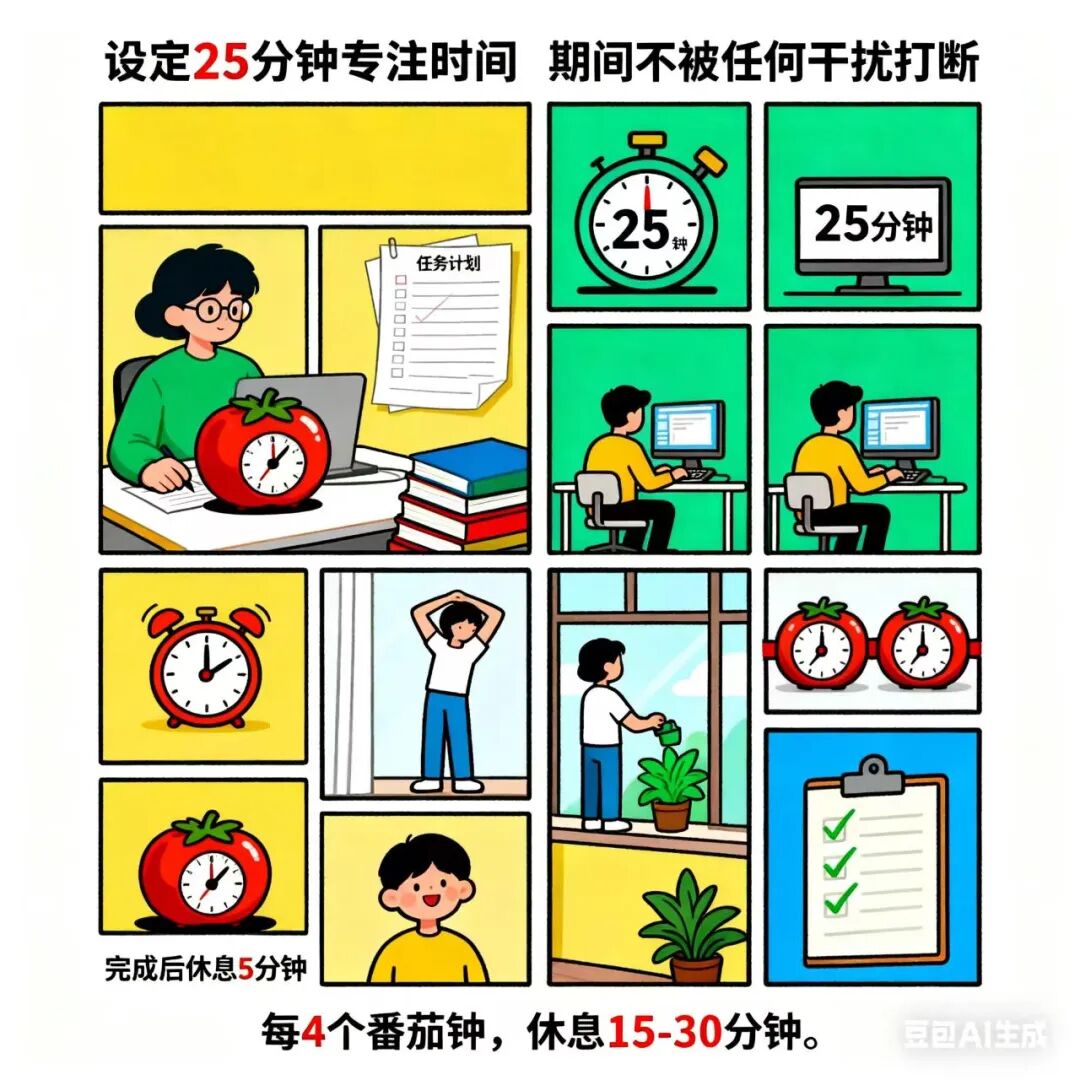 设定25分钟专注时间 期间不被任何干扰打断
25钟
25分钟
任务计划
完成后休息5分钟
每4个番茄钟，休息15-30分钟。
豆包AI生成